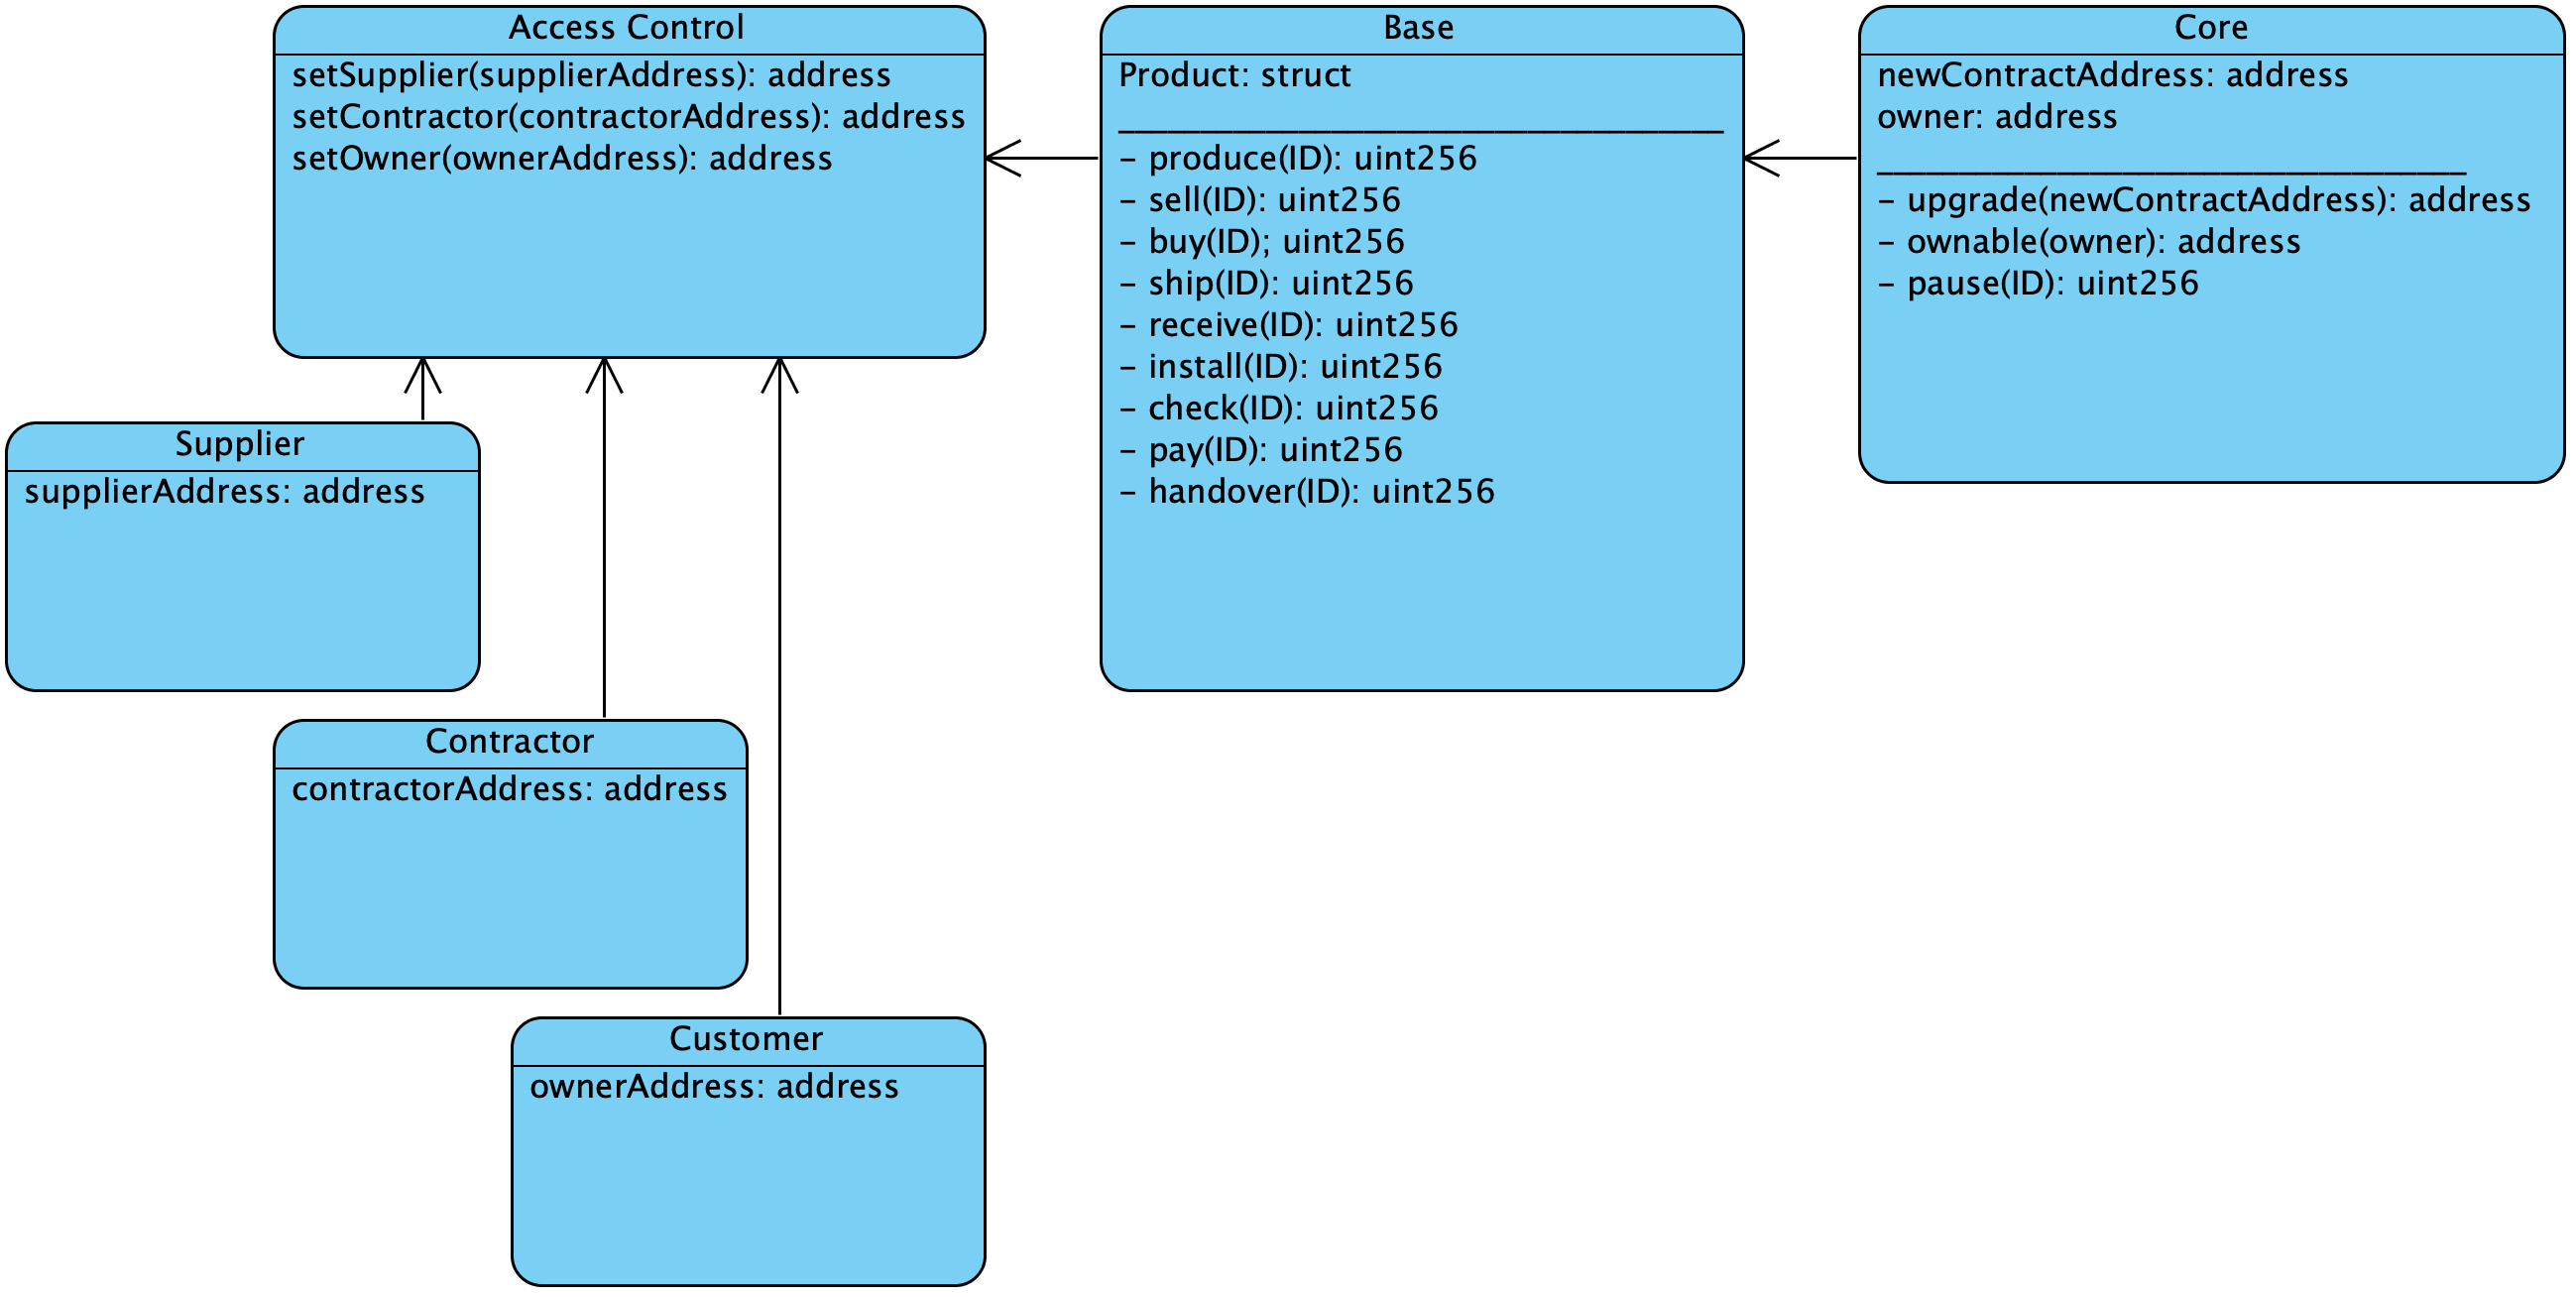 Access Control
setSupplier(supplierAddress): address
setContractor(contractorAddress): address
setOwner(ownerAddress): address
Base
Product: struct
- produce(ID): uint256
- sell(ID): uint256
- buy(ID); uint256
- ship(ID): uint256
- receive(ID): uint256
- install(ID): uint256
- check(ID): uint256
- pay(ID): uint256
- handover(ID): uint256
Core
newContractAddress: address
owner: address
- upgrade(newContractAddress): address
- ownable(owner): address
- pause(ID): uint256
Supplier
supplierAddress: address
Contractor
contractorAddress: address
Customer
ownerAddress: address